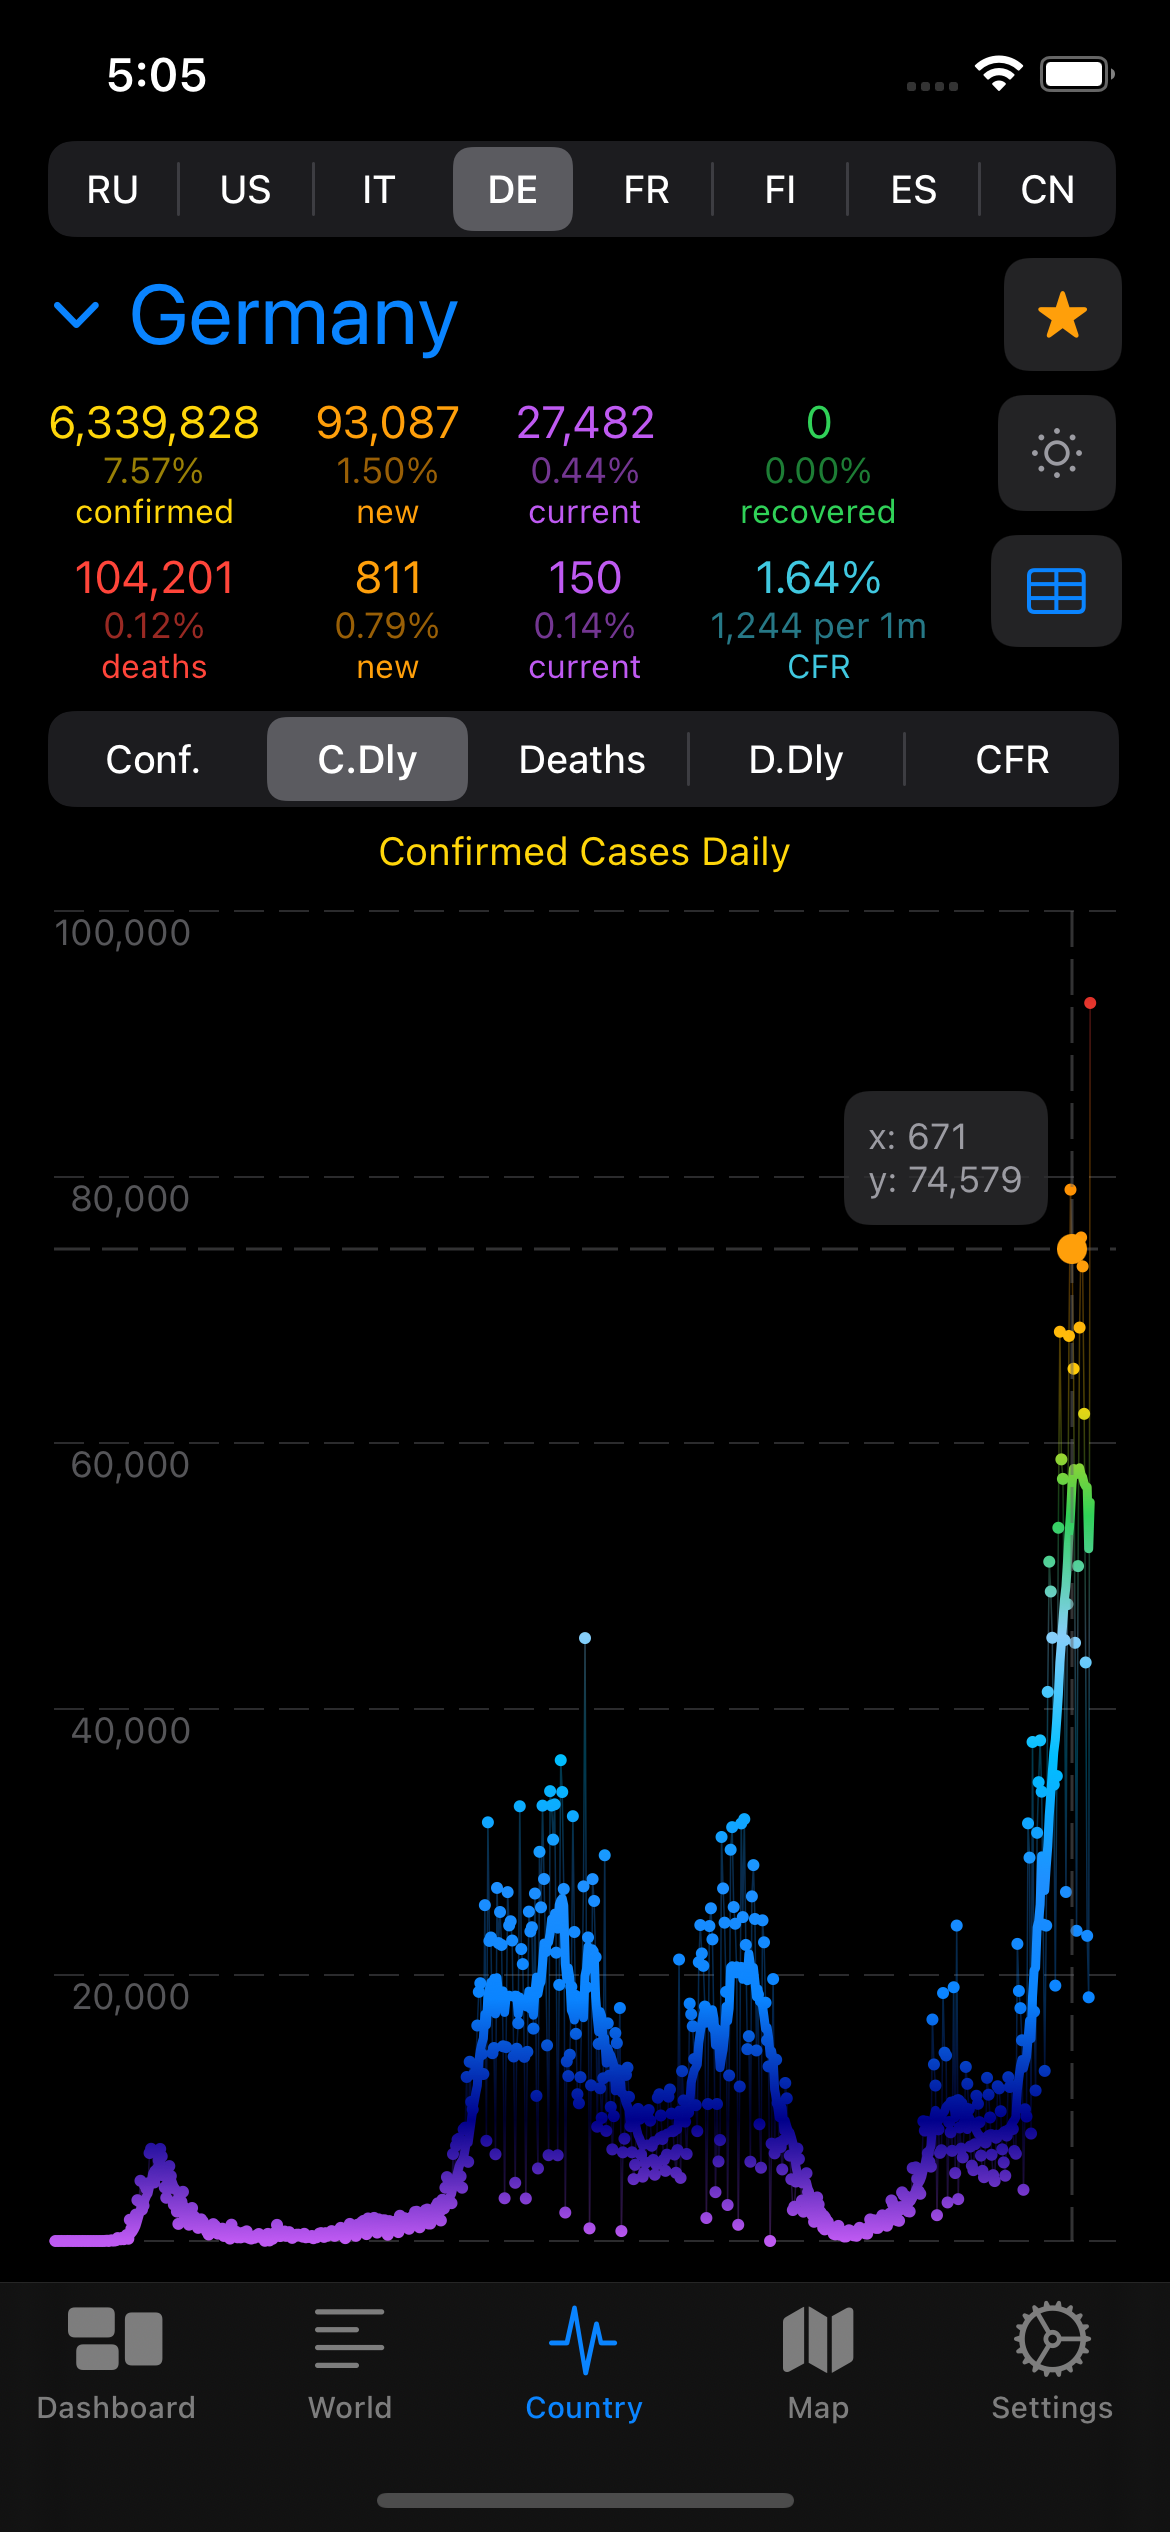 5:05
RU US IT DE FR FI ES CN
Germany
6,339,828 93,087 27,482 0
7.57% 1.50% 0.44% 0.00%
confirmed new current recovered
104,201 811 150 1.64%
0.12% 0.79% 0.14% 1,244 per 1m
deaths new current CFR
Conf. C.Dly Deaths D.Dly CFR
Confirmed Cases Daily
100,000
x: 671
y: 74,579
80,000
60,000
40,000
20,000
Dashboard World Country Map Settings